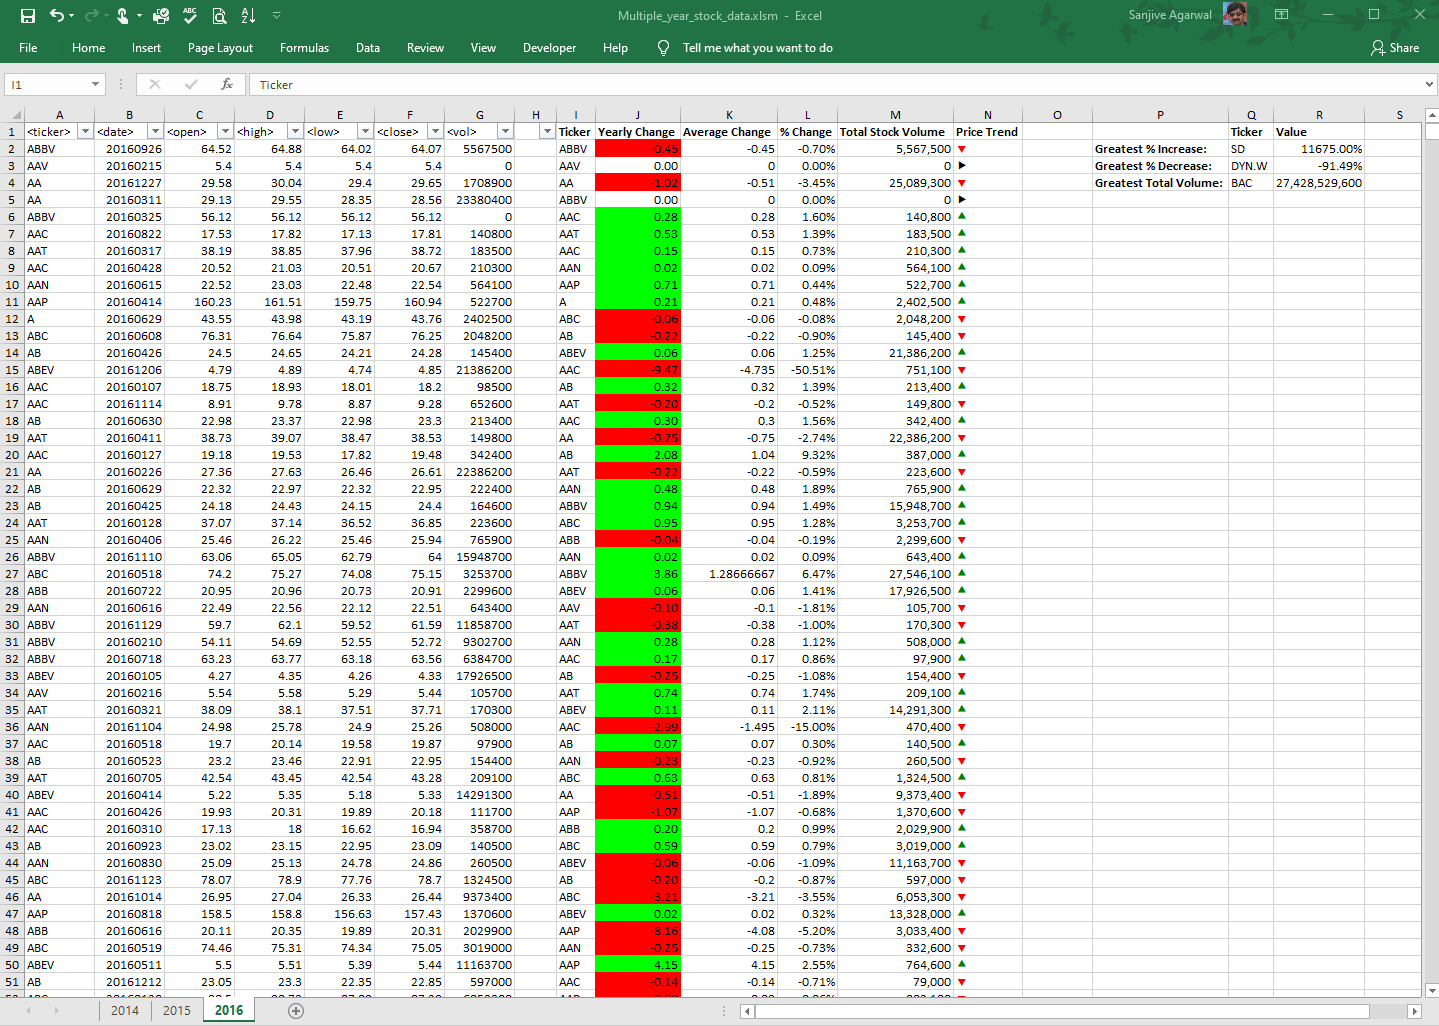 Multiple_year_stock_data.xlsm - Excel
Sanjive Agarwal
File Home Insert Page Layout Formulas Data Review View Developer Help Tell me what you want to do Share
I1 fx Ticker
A B C D E F G H I J K L M N O P Q R S
1 <ticker> <date> <open> <high> <low> <close> <vol> Ticker Yearly Change Average Change % Change Total Stock Volume Price Trend Ticker Value
2 ABBV 20160926 64.52 64.88 64.02 64.07 5567500 ABBV -0.45 -0.45 -0.70% 5,567,500 Greatest % Increase: SD 11675.00%
3 AAV 20160215 5.4 5.4 5.4 5.4 0 AAV 0.00 0 0.00% 0 Greatest % Decrease: DYN.W -91.49%
4 AA 20161227 29.58 30.04 29.4 29.65 1708900 AA -1.02 -0.51 -3.45% 25,089,300 Greatest Total Volume: BAC 27,428,529,600
5 AA 20160311 29.13 29.55 28.35 28.56 23380400 ABBV 0.00 0 0.00% 0
6 ABBV 20160325 56.12 56.12 56.12 56.12 0 AAC 0.28 0.28 1.60% 140,800
7 AAC 20160822 17.53 17.82 17.13 17.81 140800 AAT 0.53 0.53 1.39% 183,500
8 AAT 20160317 38.19 38.85 37.96 38.72 183500 AAC 0.15 0.15 0.73% 210,300
9 AAC 20160428 20.52 21.03 20.51 20.67 210300 AAN 0.02 0.02 0.09% 564,100
10 AAN 20160615 22.52 23.03 22.48 22.54 564100 AAP 0.71 0.71 0.44% 522,700
11 AAP 20160414 160.23 161.51 159.75 160.94 522700 A 0.21 0.21 0.48% 2,402,500
12 A 20160629 43.55 43.98 43.19 43.76 2402500 ABC -0.06 -0.06 -0.08% 2,048,200
13 ABC 20160608 76.31 76.64 75.87 76.25 2048200 AB -0.22 -0.22 -0.90% 145,400
14 AB 20160426 24.5 24.65 24.21 24.28 145400 ABEV 0.06 0.06 1.25% 21,386,200
15 ABEV 20161206 4.79 4.89 4.74 4.85 21386200 AAC -9.47 -4.735 -50.51% 751,100
16 AAC 20160107 18.75 18.93 18.01 18.2 98500 AB 0.32 0.32 1.39% 213,400
17 AAC 20161114 8.91 9.78 8.87 9.28 652600 AAT -0.20 -0.2 -0.52% 149,800
18 AB 20160630 22.98 23.37 22.98 23.3 213400 AAC 0.30 0.3 1.56% 342,400
19 AAT 20160411 38.73 39.07 38.47 38.53 149800 AA -0.75 -0.75 -2.74% 22,386,200
20 AAC 20160127 19.18 19.53 17.82 19.48 342400 AB 2.08 1.04 9.32% 387,000
21 AA 20160226 27.36 27.63 26.46 26.61 22386200 AAT -0.22 -0.22 -0.59% 223,600
22 AB 20160629 22.32 22.97 22.32 22.95 222400 AAN 0.48 0.48 1.89% 765,900
23 AB 20160425 24.18 24.43 24.15 24.4 164600 ABBV 0.94 0.94 1.49% 15,948,700
24 AAT 20160128 37.07 37.14 36.52 36.85 223600 ABC 0.95 0.95 1.28% 3,253,700
25 AAN 20160406 25.46 26.22 25.46 25.94 765900 ABB -0.04 -0.04 -0.19% 2,299,600
26 ABBV 20161110 63.06 65.05 62.79 64 15948700 AAN 0.02 0.02 0.09% 643,400
27 ABC 20160518 74.2 75.27 74.08 75.15 3253700 ABBV 3.86 1.28666667 6.47% 27,546,100
28 ABB 20160722 20.95 20.96 20.73 20.91 2299600 ABEV 0.06 0.06 1.41% 17,926,500
29 AAN 20160616 22.49 22.56 22.12 22.51 643400 AAV -0.10 -0.1 -1.81% 105,700
30 ABBV 20161129 59.7 62.1 59.52 61.59 11858700 AAT -0.38 -0.38 -1.00% 170,300
31 ABBV 20160210 54.11 54.69 52.55 52.72 9302700 AAN 0.28 0.28 1.12% 508,000
32 ABBV 20160718 63.23 63.77 63.18 63.56 6384700 AAC 0.17 0.17 0.86% 97,900
33 ABEV 20160105 4.27 4.35 4.26 4.33 17926500 AB -0.25 -0.25 -1.08% 154,400
34 AAV 20160216 5.54 5.58 5.29 5.44 105700 AAT 0.74 0.74 1.74% 209,100
35 AAT 20160321 38.09 38.1 37.51 37.71 170300 ABEV 0.11 0.11 2.11% 14,291,300
36 AAN 20161104 24.98 25.78 24.9 25.26 508000 AAC -2.99 -1.495 -15.00% 470,400
37 AAC 20160518 19.7 20.14 19.58 19.87 97900 AB 0.07 0.07 0.30% 140,500
38 AB 20160523 23.2 23.46 22.91 22.95 154400 AAN -0.23 -0.23 -0.92% 260,500
39 AAT 20160705 42.54 43.45 42.54 43.28 209100 ABC 0.63 0.63 0.81% 1,324,500
40 ABEV 20160414 5.22 5.35 5.18 5.33 14291300 AA -0.51 -0.51 -1.89% 9,373,400
41 AAC 20160426 19.93 20.31 19.89 20.18 111700 AAP -1.07 -1.07 -0.68% 1,370,600
42 AAC 20160310 17.13 18 16.62 16.94 358700 ABB 0.20 0.2 0.99% 2,029,900
43 AB 20160923 23.02 23.15 22.95 23.09 140500 ABC 0.59 0.59 0.79% 3,019,000
44 AAN 20160830 25.09 25.13 24.78 24.86 260500 ABEV -0.06 -0.06 -1.09% 11,163,700
45 ABC 20161123 78.07 78.9 77.76 78.7 1324500 AB -0.20 -0.2 -0.87% 597,000
46 AA 20161014 26.95 27.04 26.33 26.44 9373400 ABC -3.21 -3.21 -3.55% 6,053,300
47 AAP 20160818 158.5 158.8 156.63 157.43 1370600 ABEV 0.02 0.02 0.32% 13,328,000
48 ABB 20160616 20.11 20.35 19.89 20.31 2029900 AAP -8.16 -4.08 -5.20% 3,033,400
49 ABC 20160519 74.46 75.31 74.34 75.05 3019000 AAN -0.25 -0.25 -0.73% 332,600
50 ABEV 20160511 5.5 5.51 5.39 5.44 11163700 AAP 4.15 4.15 2.55% 764,600
51 AB 20161212 23.05 23.3 22.35 22.85 597000 AAC -0.14 -0.14 -0.71% 79,000
2014 2015 2016